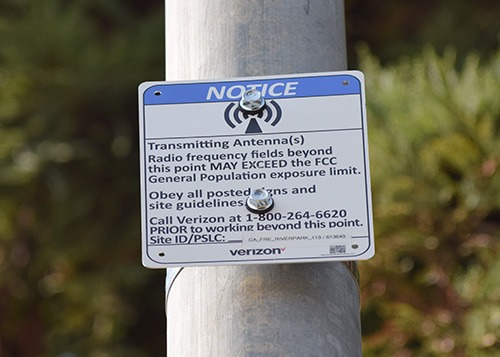 NOTICE
Transmitting Antenna(s)
Radio frequency fields beyond
this point MAY EXCEED the FCC
General Population exposure limit.
Obey all posted signs and
site guidelines
Call Verizon at 1-800-264-6620
PRIOR to working beyond this point.
Site ID/PSLC: CA_FRE_RIVERPARK_113 / 613643
verizon